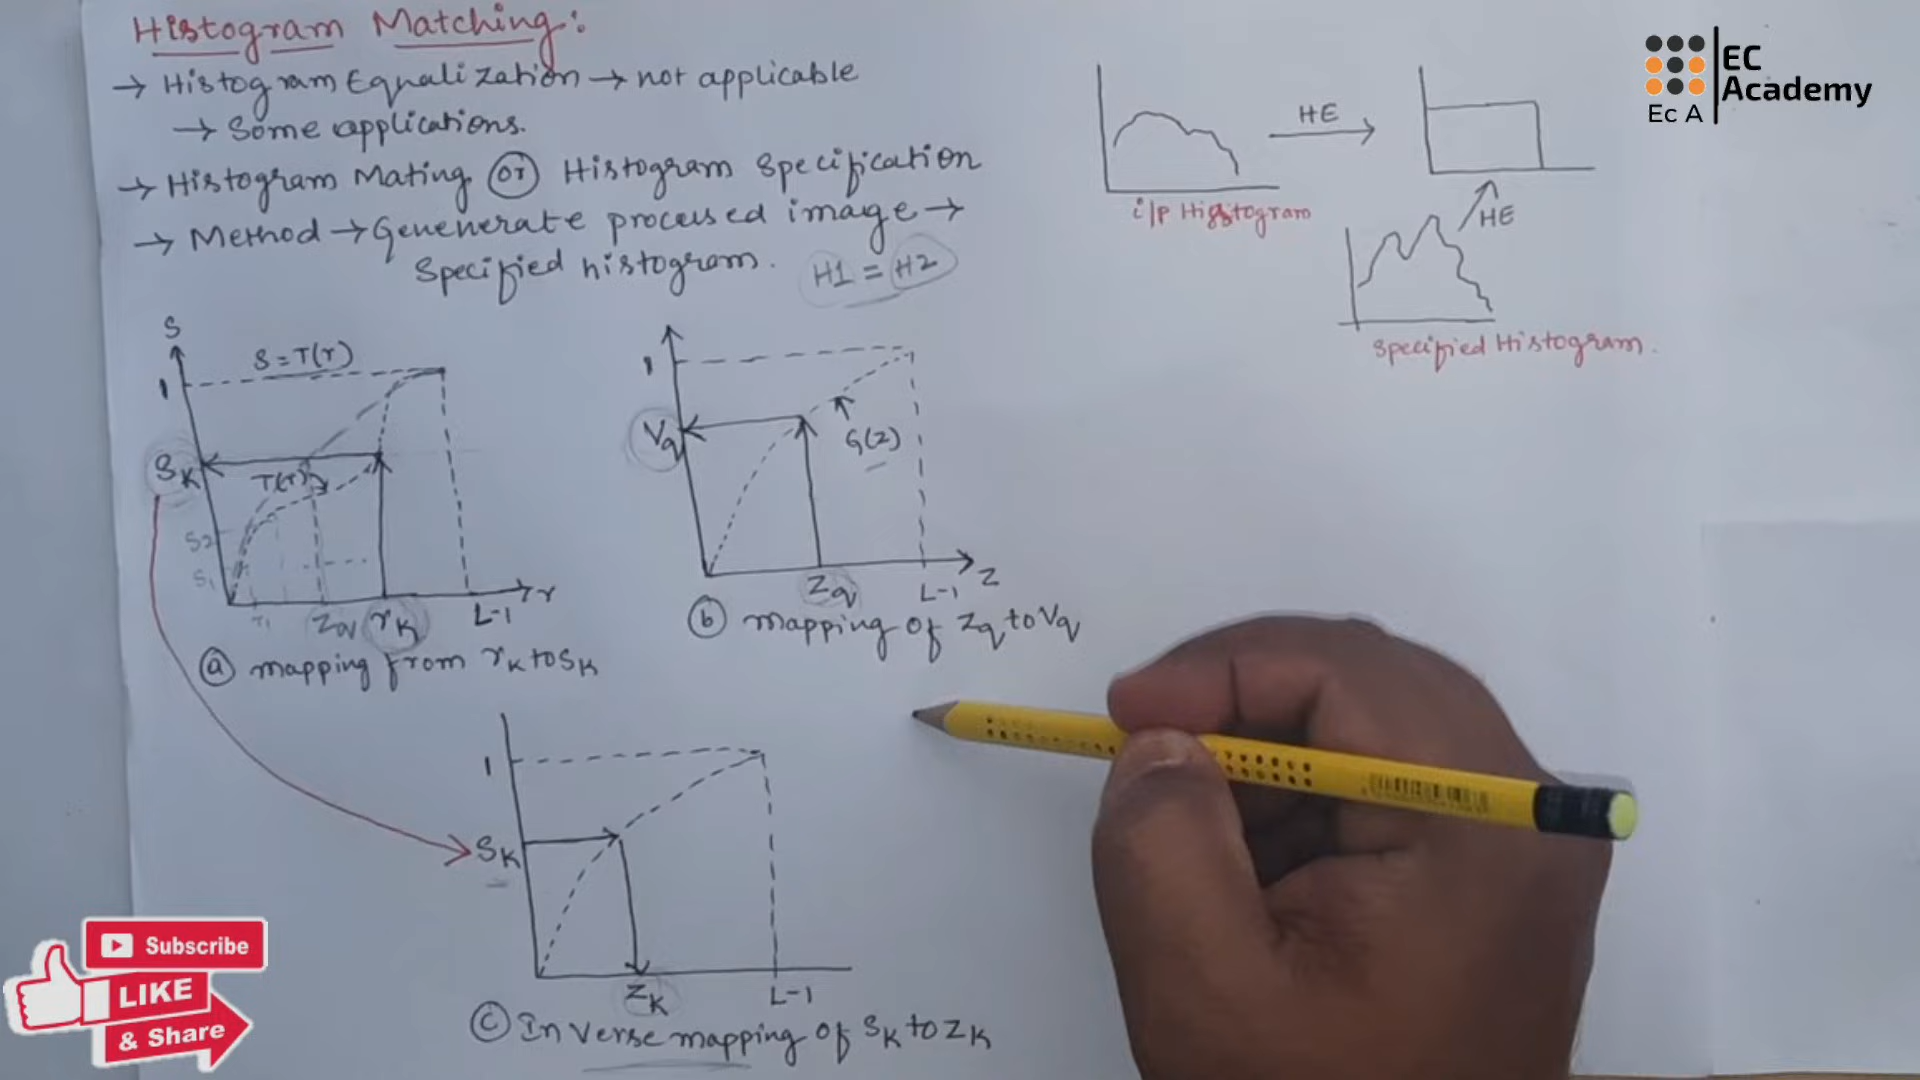 Histogram Matching:
→ Histogram Equalization → not applicable
→ Some applications.
→ Histogram Mating or Histogram Specification
→ Method → Genenerate processed image →
Specified histogram. H1 = H2
HE
i/p Higstogram
HE
Specified Histogram.
EC
Academy
Ec A
S
S = T(r)
1
SK
T(r)
S2
S1
r1
Zq
rK
L-1
r
(a) mapping from rK to SK
1
Vq
G(z)
Zq
L-1
Z
(b) mapping of Zq to Vq
1
SK
ZK
L-1
(c) Inverse mapping of SK to ZK
Subscribe
LIKE
& Share